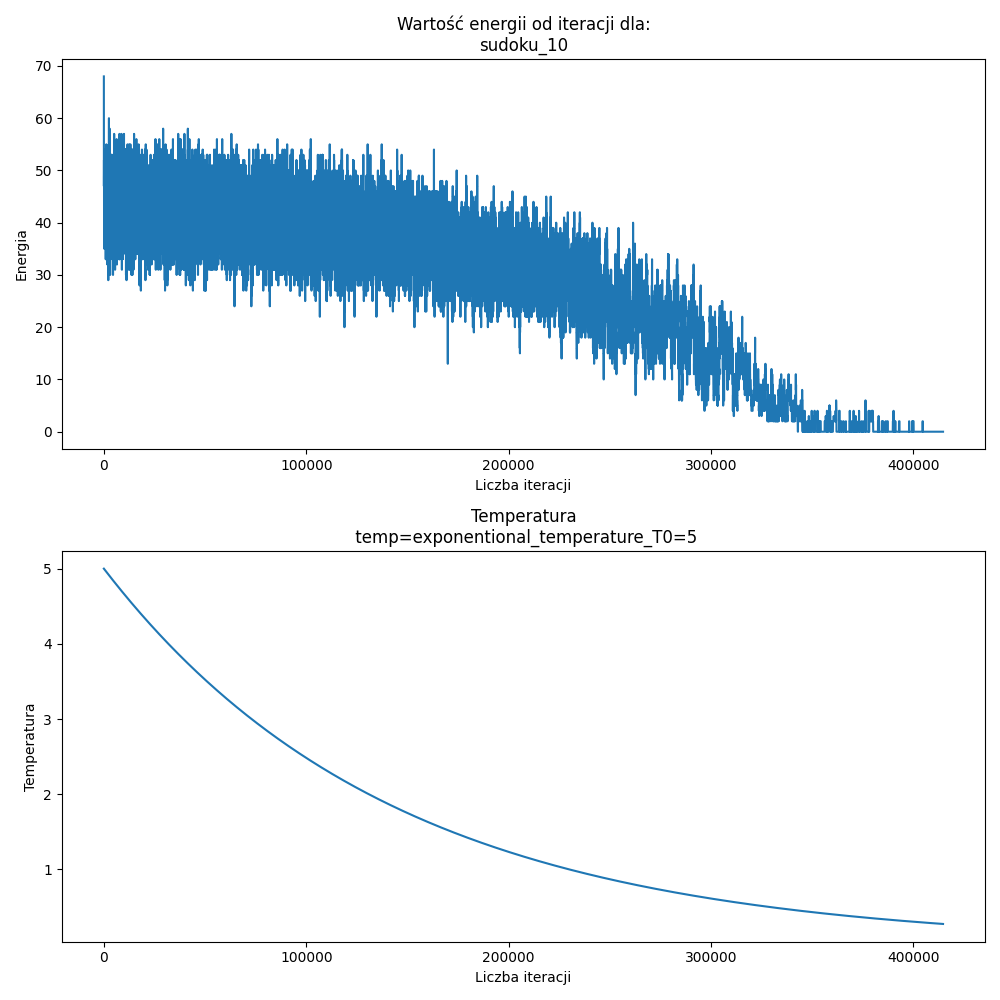 Wartość energii od iteracji dla:
sudoku_10
70
60
50
40
30
20
10
0
Energia
0 100000 200000 300000 400000
Liczba iteracji
Temperatura
temp=exponentional_temperature_T0=5
5
4
3
2
1
Temperatura
0 100000 200000 300000 400000
Liczba iteracji